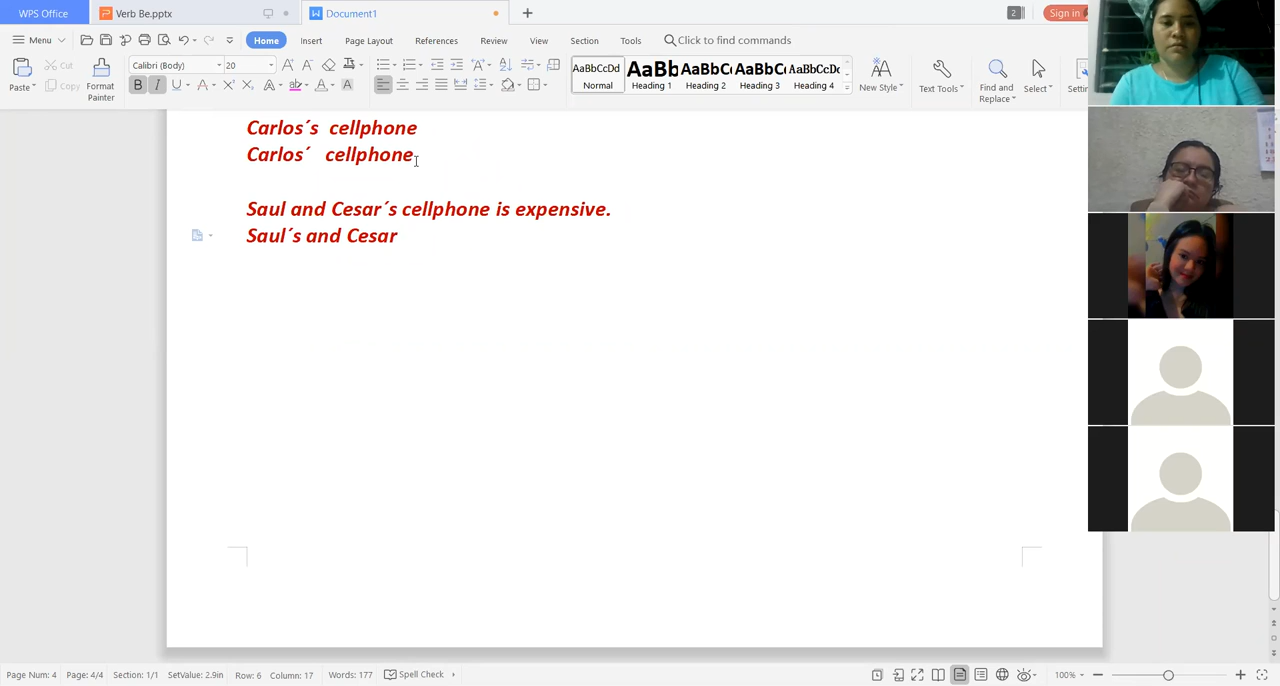 WPS Office
Verb Be.pptx
Document1
2
Sign in
Menu
Home
Insert
Page Layout
References
Review
View
Section
Tools
Click to find commands
Paste
Cut
Copy
Format Painter
Calibri (Body)
20
AaBbCcDd
Normal
AaBb
Heading 1
AaBbC
Heading 2
AaBbC
Heading 3
AaBbCcDc
Heading 4
New Style
Text Tools
Find and Replace
Select
Carlos´s cellphone
Carlos´ cellphone
Saul and Cesar´s cellphone is expensive.
Saul´s and Cesar
Page Num: 4
Page: 4/4
Section: 1/1
SetValue: 2.9in
Row: 6
Column: 17
Words: 177
Spell Check
100%